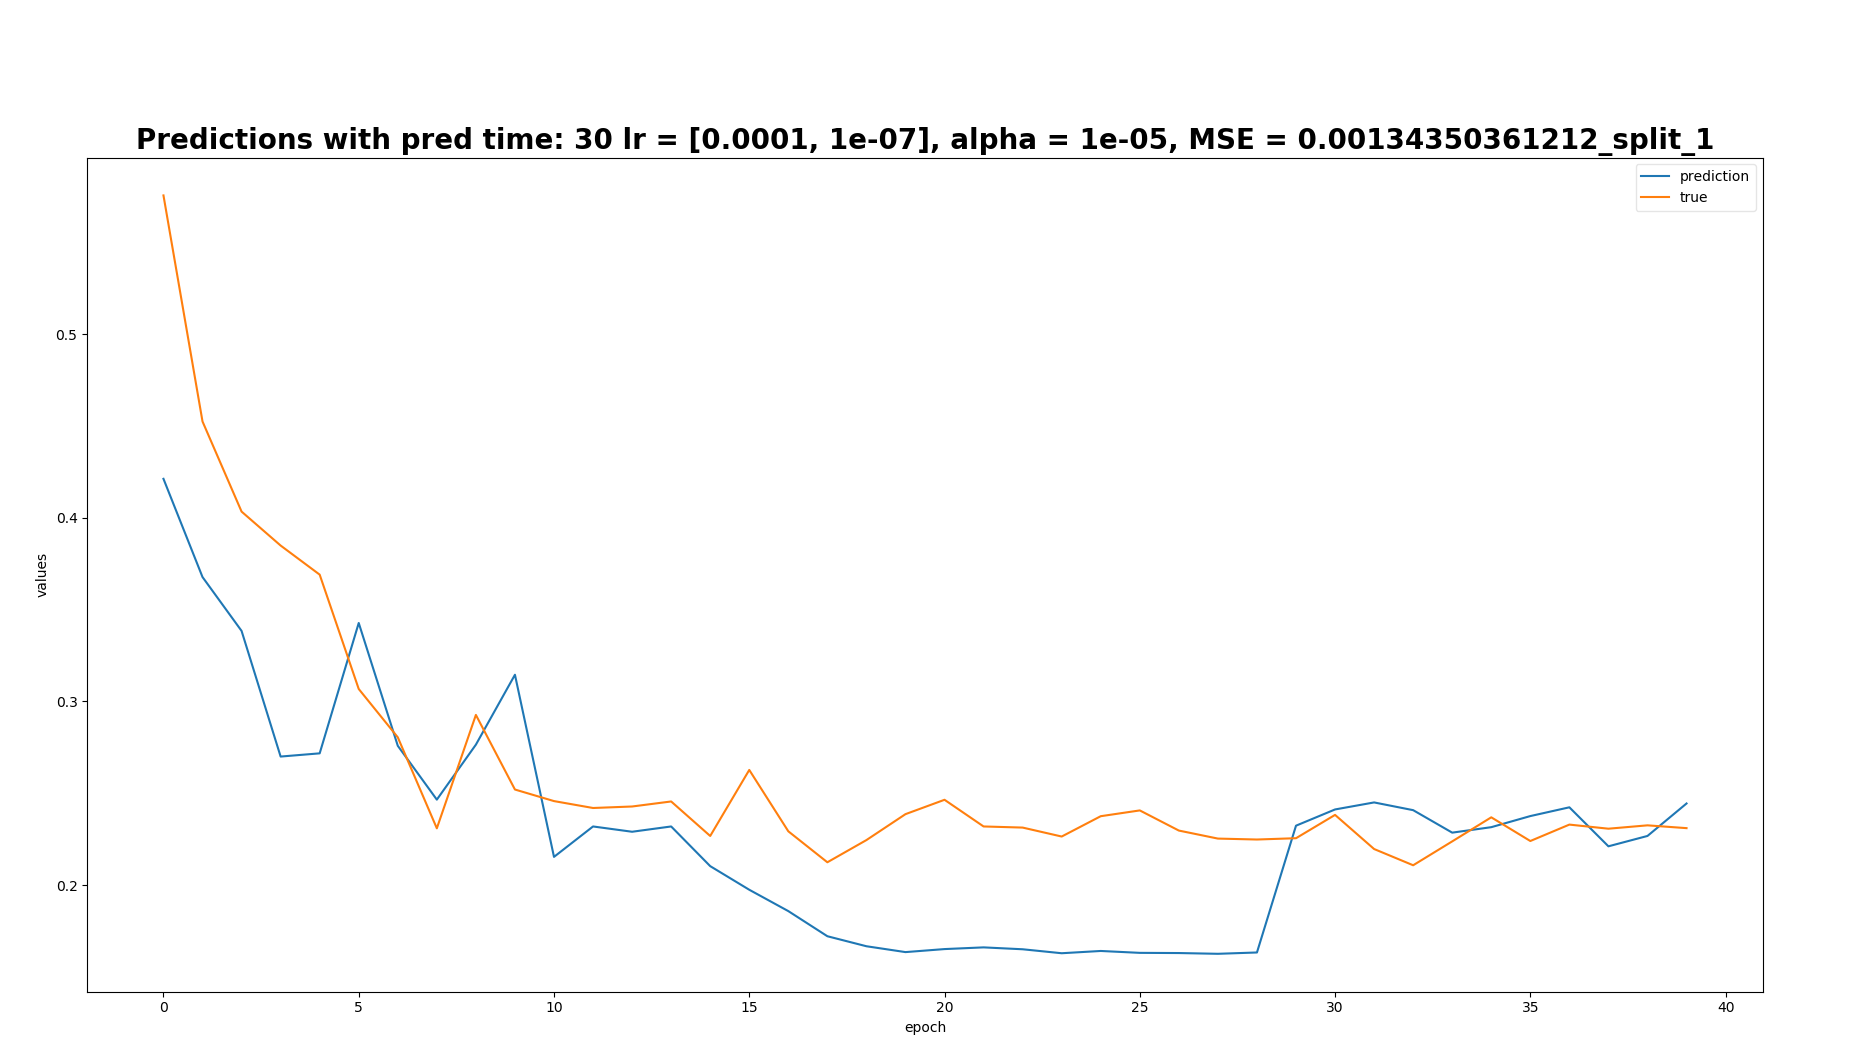 Predictions with pred time: 30 lr = [0.0001, 1e-07], alpha = 1e-05, MSE = 0.00134350361212_split_1
prediction
true
0.5
0.4
0.3
0.2
values
0 5 10 15 20 25 30 35 40
epoch